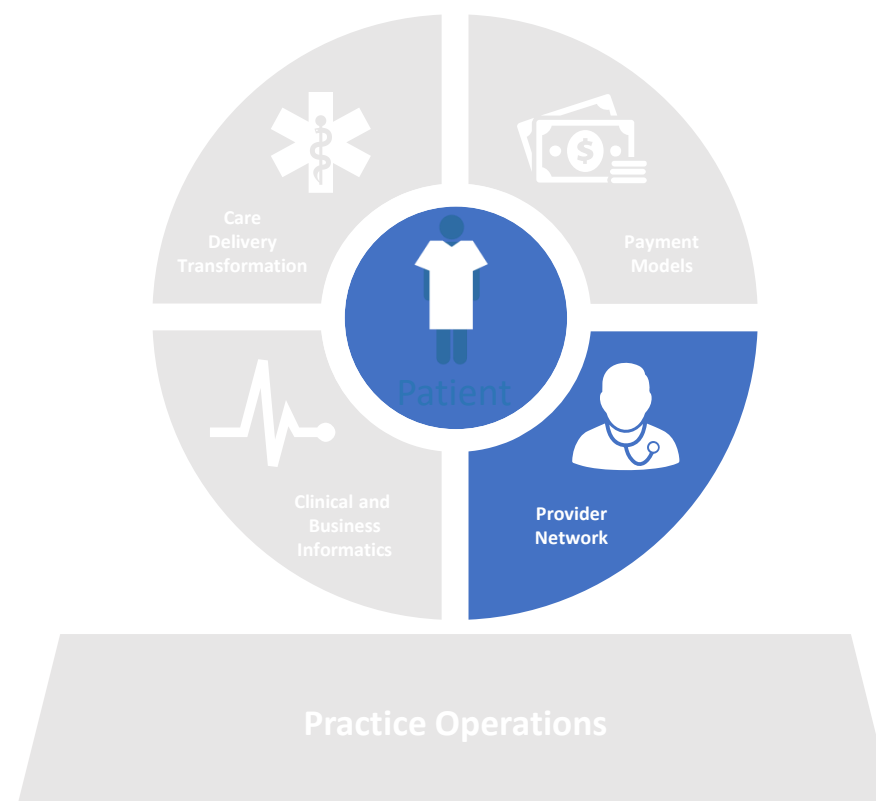 Care
Delivery
Transformation
$
Payment
Models
Patient
Clinical and
Business
Informatics
Provider
Network
Practice Operations